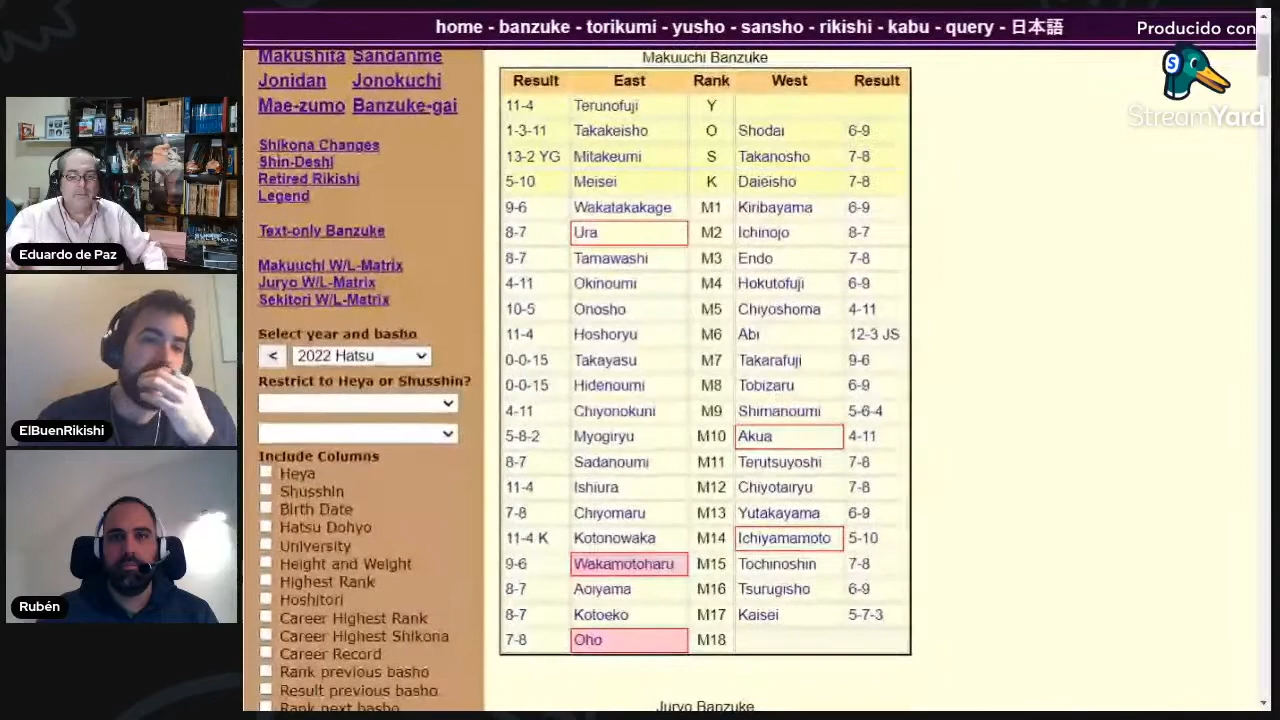 home - banzuke - torikumi - yusho - sansho - rikishi - kabu - query - 日本語
Producido con
StreamYard
Makushita Sandanme
Jonidan Jonokuchi
Mae-zumo Banzuke-gai
Shikona Changes
Shin-Deshi
Retired Rikishi
Legend
Text-only Banzuke
Makuuchi W/L-Matrix
Juryo W/L-Matrix
Sekitori W/L-Matrix
Select year and basho
< 2022 Hatsu
Restrict to Heya or Shusshin?
Include Columns
Heya
Shusshin
Birth Date
Hatsu Dohyo
University
Height and Weight
Highest Rank
Hoshitori
Career Highest Rank
Career Highest Shikona
Career Record
Rank previous basho
Result previous basho
Rank next basho
Makuuchi Banzuke
Result East Rank West Result
11-4 Terunofuji Y
1-3-11 Takakeisho O Shodai 6-9
13-2 YG Mitakeumi S Takanosho 7-8
5-10 Meisei K Daieisho 7-8
9-6 Wakatakakage M1 Kiribayama 6-9
8-7 Ura M2 Ichinojo 8-7
8-7 Tamawashi M3 Endo 7-8
4-11 Okinoumi M4 Hokutofuji 6-9
10-5 Onosho M5 Chiyoshoma 4-11
11-4 Hoshoryu M6 Abi 12-3 JS
0-0-15 Takayasu M7 Takarafuji 9-6
0-0-15 Hidenoumi M8 Tobizaru 6-9
4-11 Chiyonokuni M9 Shimanoumi 5-6-4
5-8-2 Myogiryu M10 Akua 4-11
8-7 Sadanoumi M11 Terutsuyoshi 7-8
11-4 Ishiura M12 Chiyotairyu 7-8
7-8 Chiyomaru M13 Yutakayama 6-9
11-4 K Kotonowaka M14 Ichiyamamoto 5-10
9-6 Wakamotoharu M15 Tochinoshin 7-8
8-7 Aoiyama M16 Tsurugisho 6-9
8-7 Kotoeko M17 Kaisei 5-7-3
7-8 Oho M18
Juryo Banzuke
Eduardo de Paz
ElBuenRikishi
Rubén